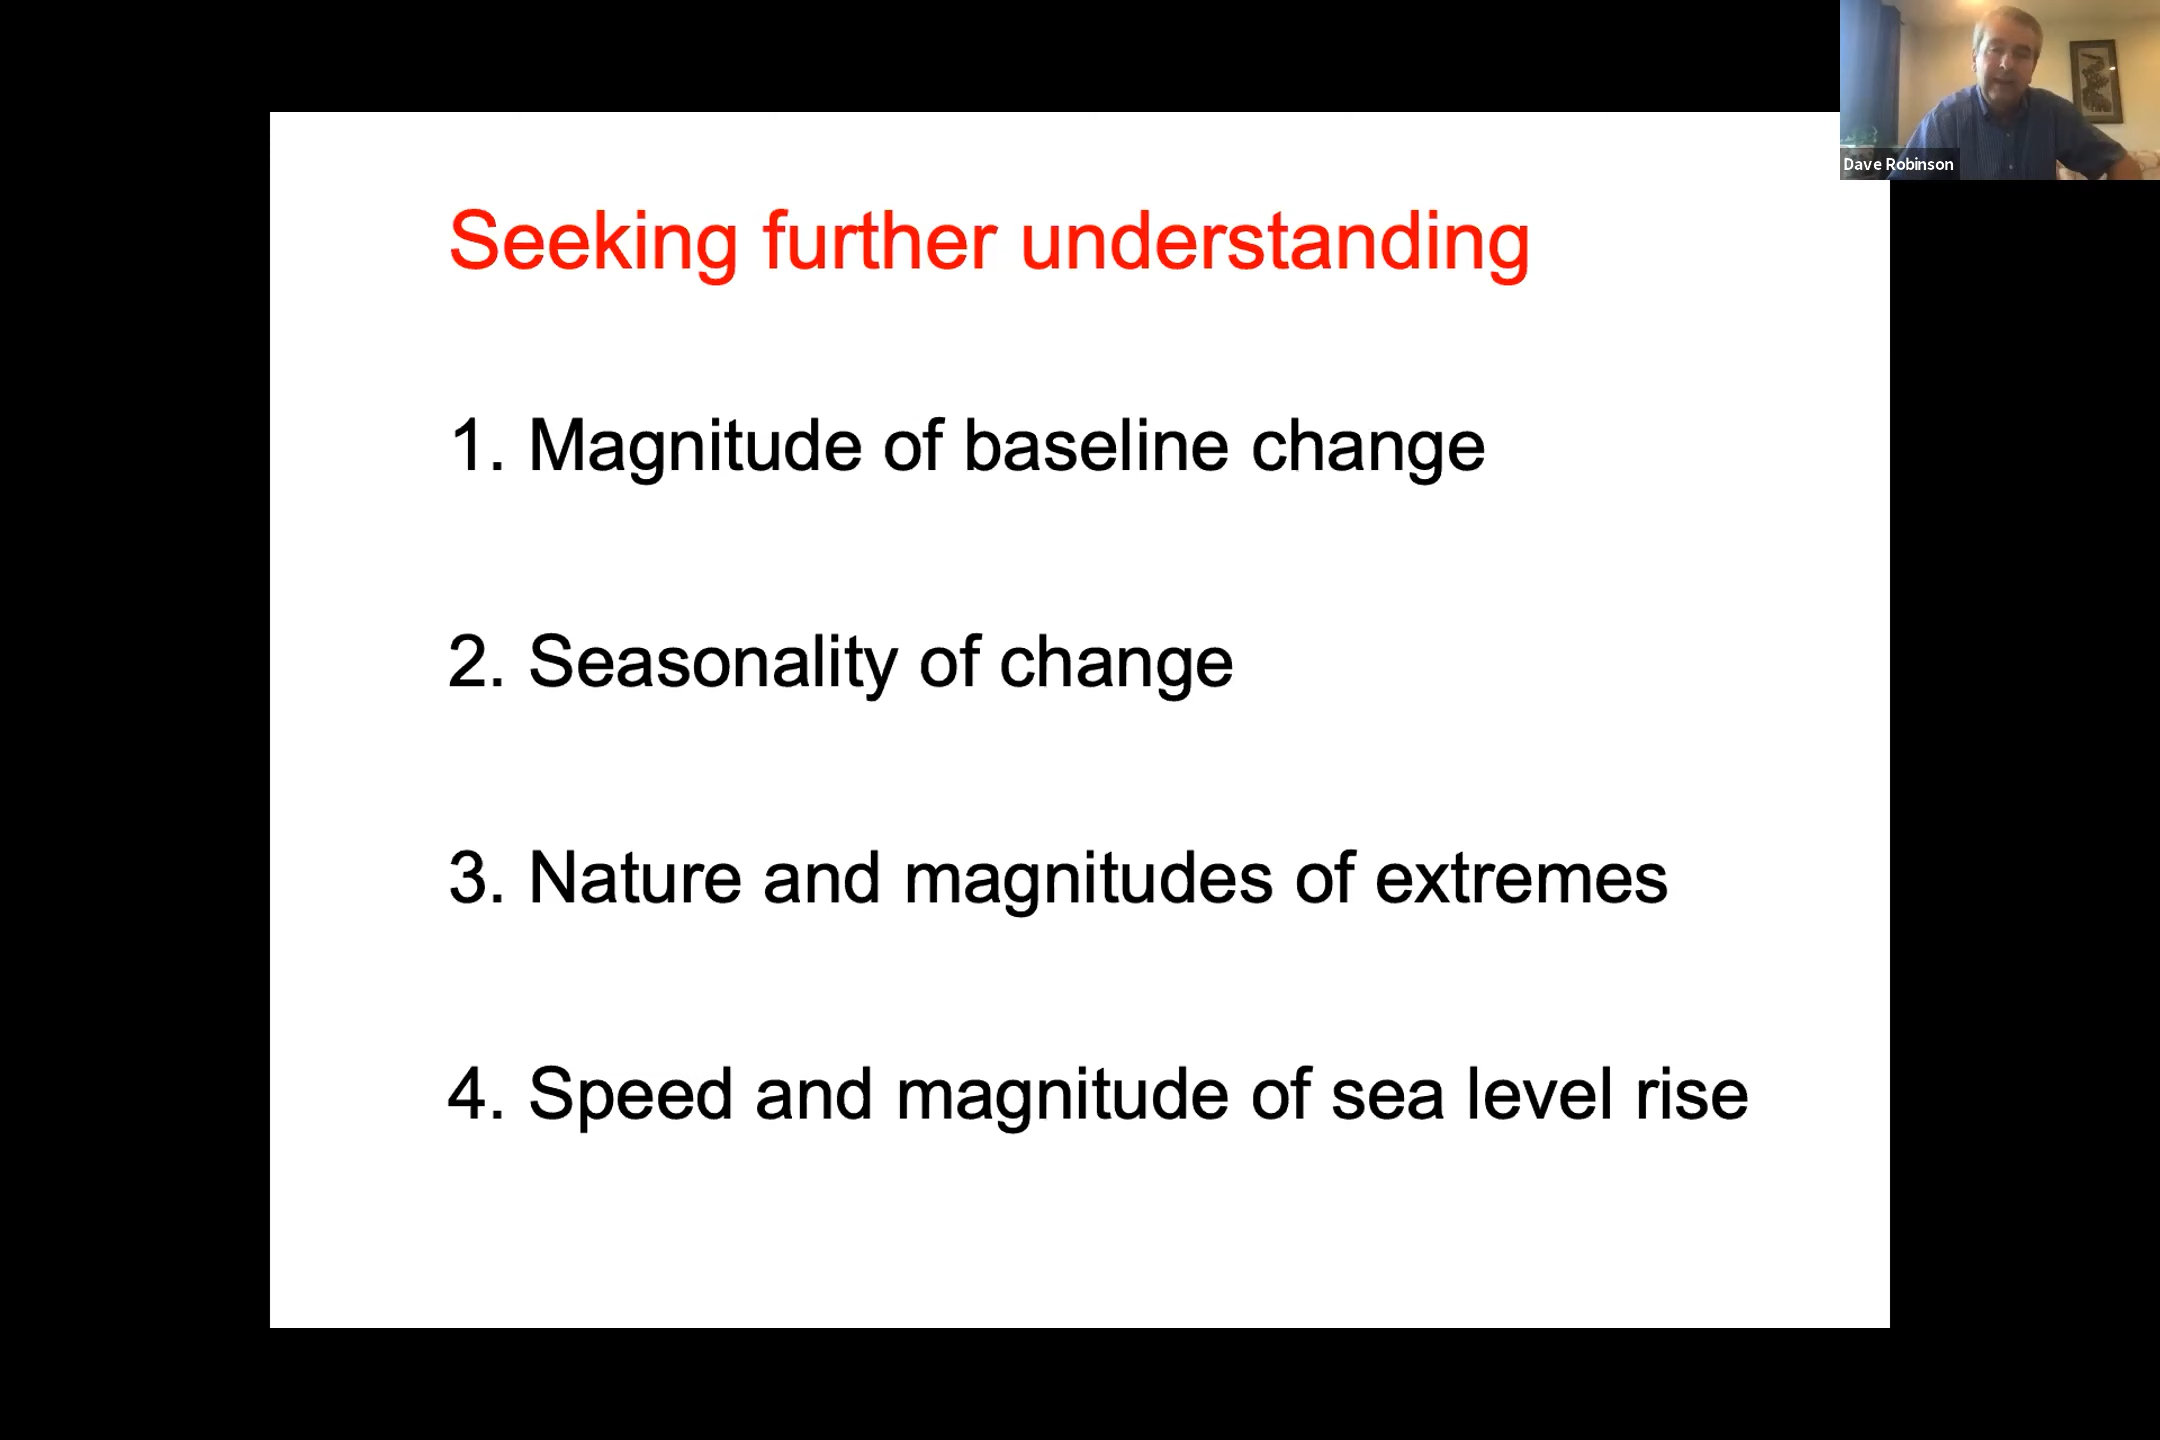 Dave Robinson
Seeking further understanding
1. Magnitude of baseline change
2. Seasonality of change
3. Nature and magnitudes of extremes
4. Speed and magnitude of sea level rise